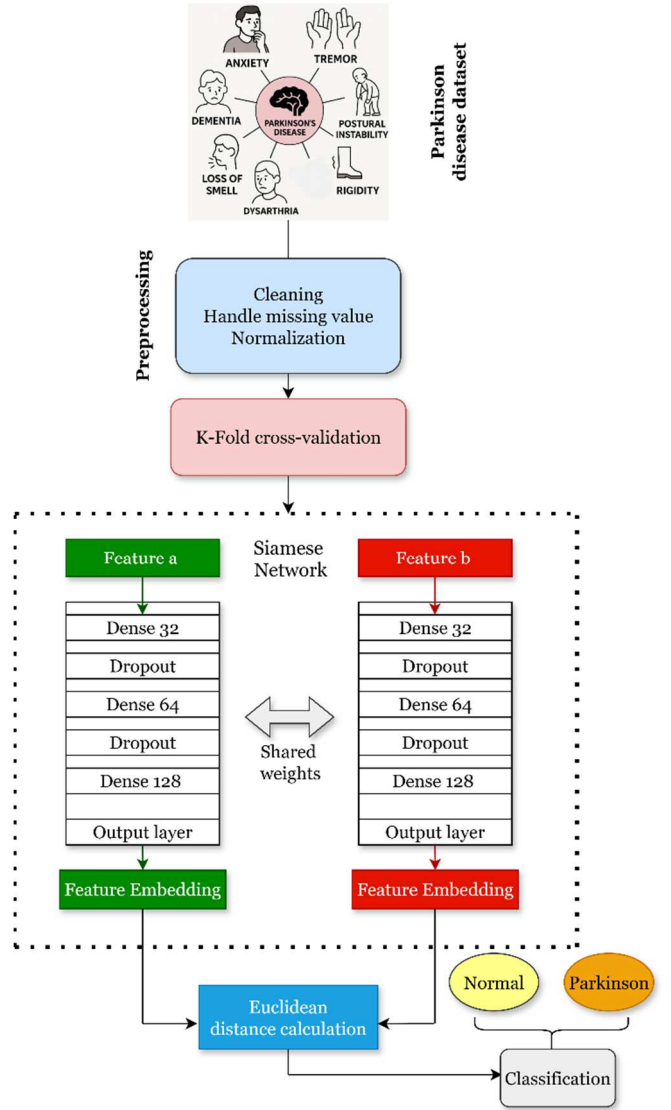 ANXIETY
TREMOR
DEMENTIA
PARKINSON'S
DISEASE
POSTURAL
INSTABILITY
LOSS OF
SMELL
RIGIDITY
DYSARTHRIA
Parkinson
disease dataset
Preprocessing
Cleaning
Handle missing value
Normalization
K-Fold cross-validation
Siamese
Network
Feature a
Dense 32
Dropout
Dense 64
Dropout
Dense 128
Output layer
Feature Embedding
Shared
weights
Feature b
Dense 32
Dropout
Dense 64
Dropout
Dense 128
Output layer
Feature Embedding
Euclidean
distance calculation
Normal
Parkinson
Classification